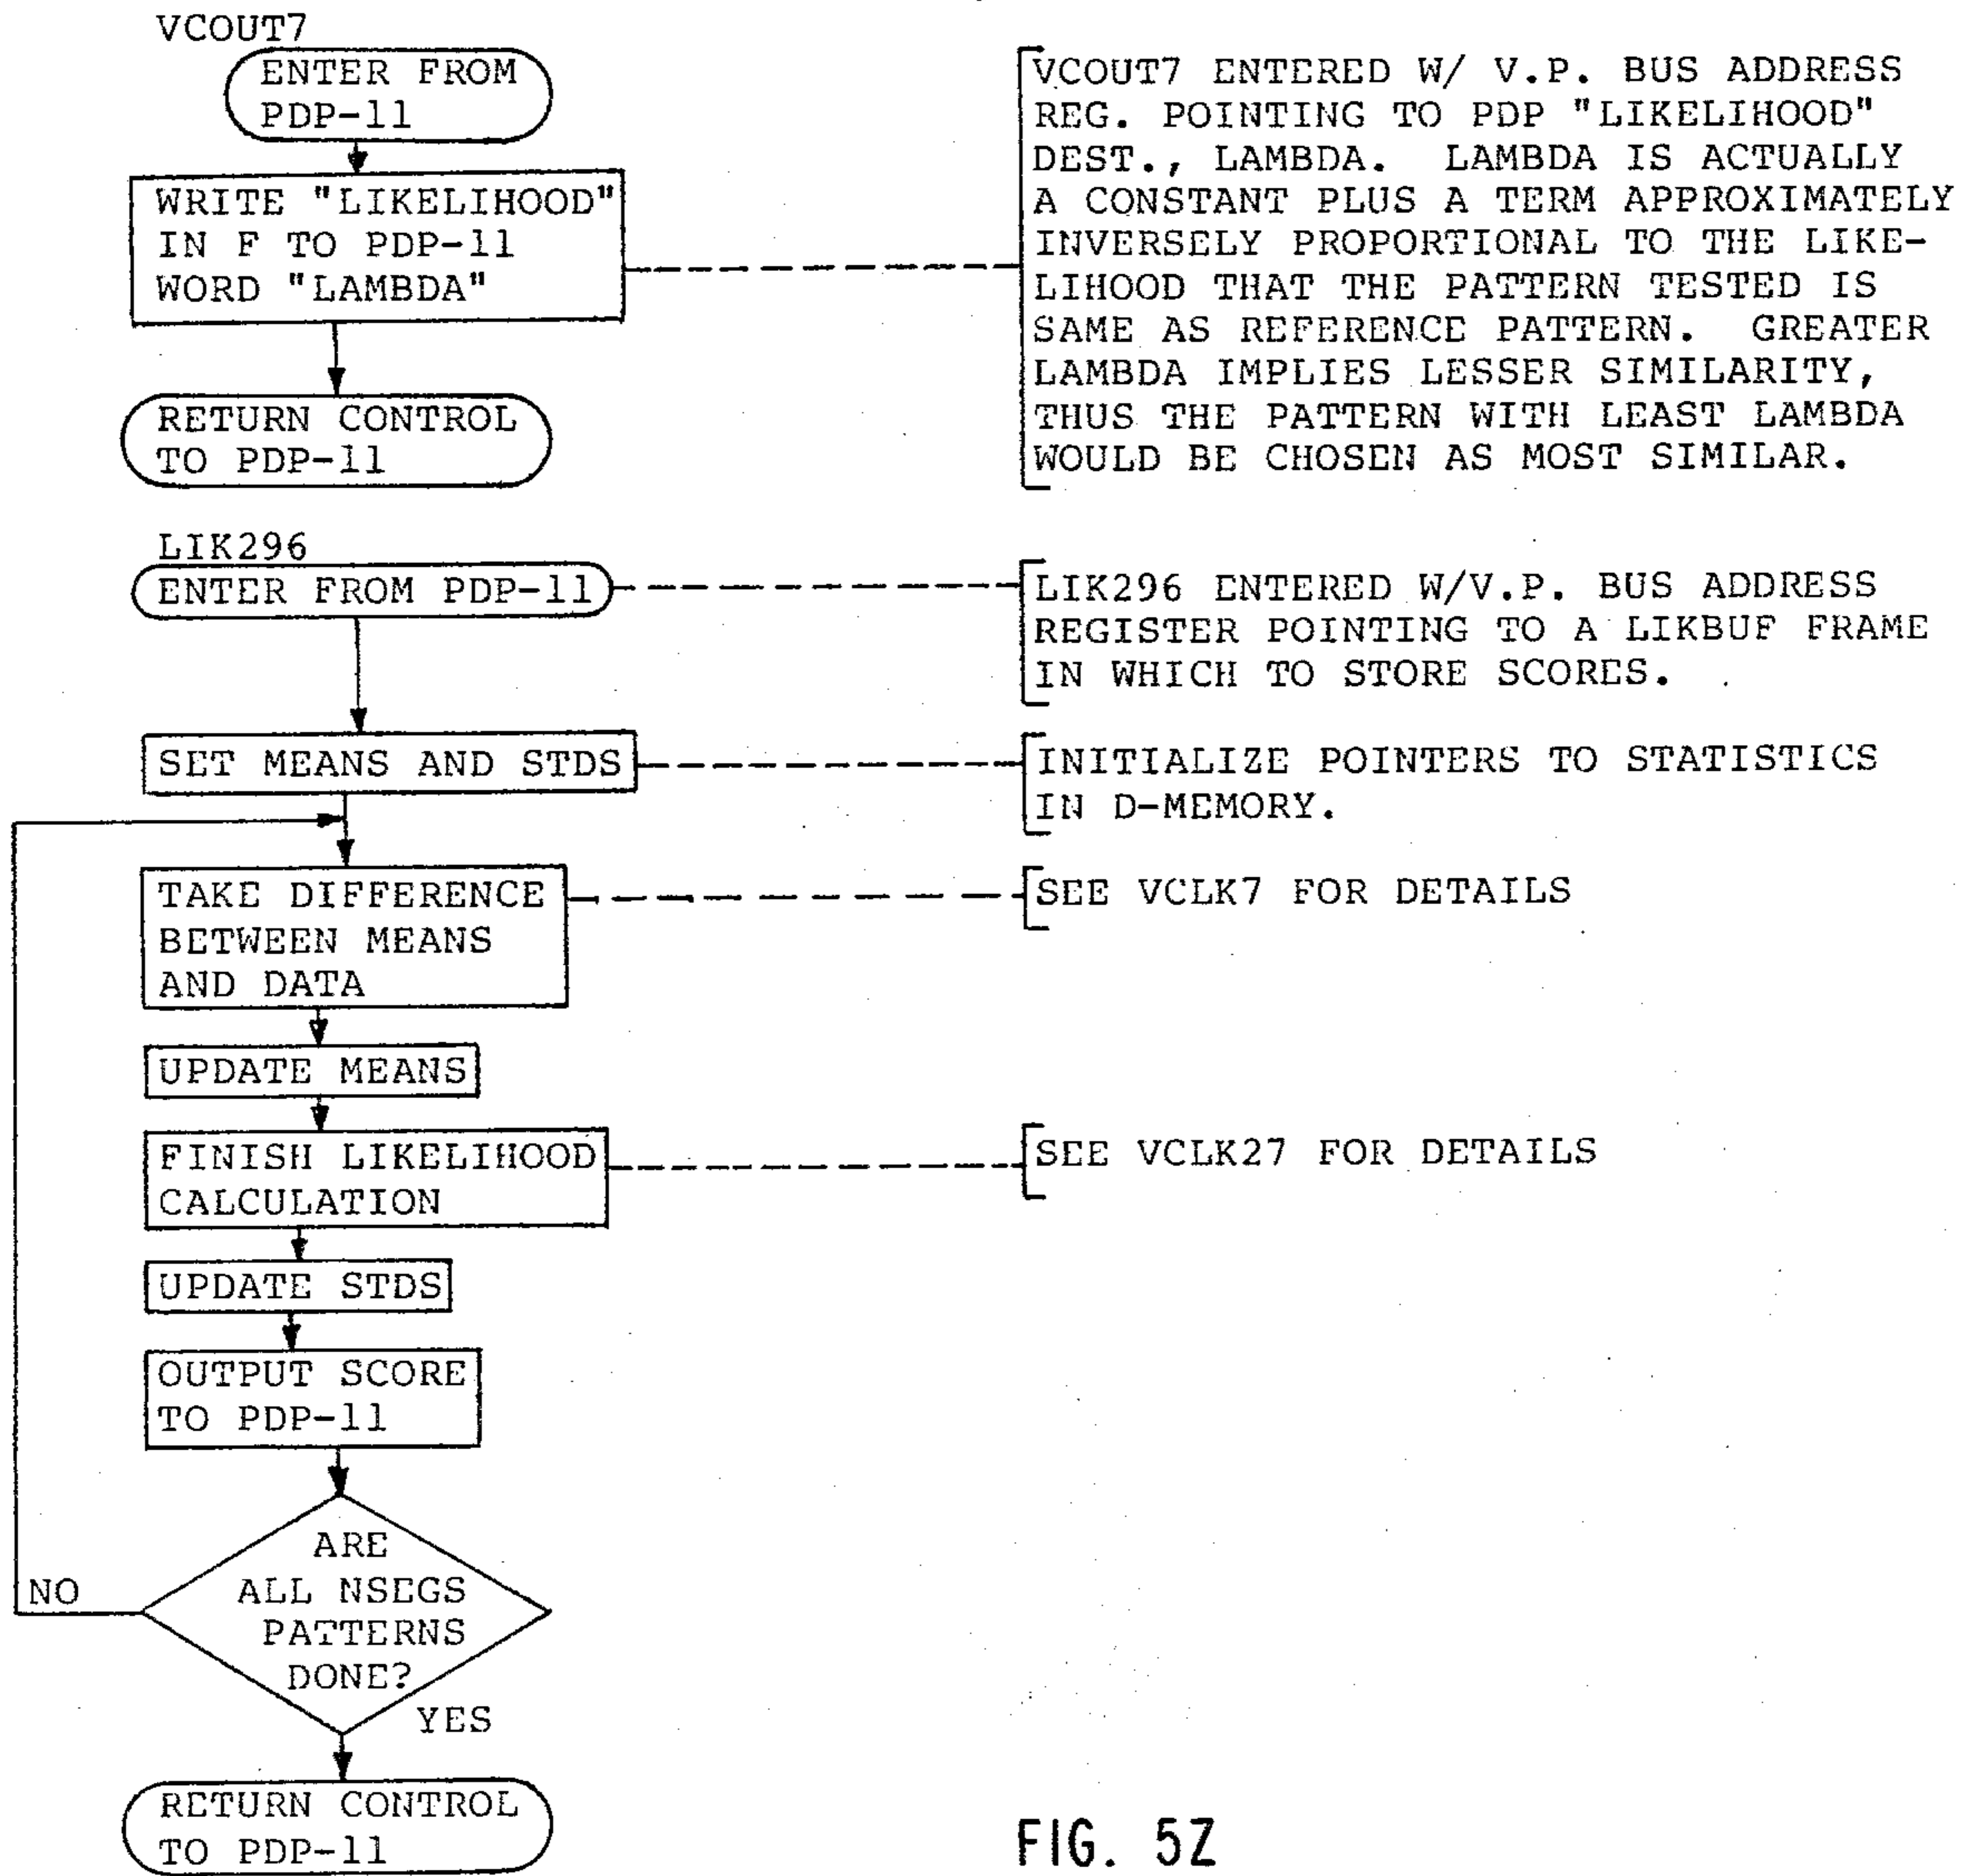 VCOUT7
ENTER FROM
PDP-11
WRITE "LIKELIHOOD"
IN F TO PDP-11
WORD "LAMBDA"
RETURN CONTROL
TO PDP-11
VCOUT7 ENTERED W/ V.P. BUS ADDRESS
REG. POINTING TO PDP "LIKELIHOOD"
DEST., LAMBDA. LAMBDA IS ACTUALLY
A CONSTANT PLUS A TERM APPROXIMATELY
INVERSELY PROPORTIONAL TO THE LIKE-
LIHOOD THAT THE PATTERN TESTED IS
SAME AS REFERENCE PATTERN. GREATER
LAMBDA IMPLIES LESSER SIMILARITY,
THUS THE PATTERN WITH LEAST LAMBDA
WOULD BE CHOSEN AS MOST SIMILAR.
LIK296
ENTER FROM PDP-11
LIK296 ENTERED W/V.P. BUS ADDRESS
REGISTER POINTING TO A LIKBUF FRAME
IN WHICH TO STORE SCORES.
SET MEANS AND STDS
INITIALIZE POINTERS TO STATISTICS
IN D-MEMORY.
TAKE DIFFERENCE
BETWEEN MEANS
AND DATA
SEE VCLK7 FOR DETAILS
UPDATE MEANS
FINISH LIKELIHOOD
CALCULATION
SEE VCLK27 FOR DETAILS
UPDATE STDS
OUTPUT SCORE
TO PDP-11
ARE
ALL NSEGS
PATTERNS
DONE?
NO
YES
RETURN CONTROL
TO PDP-11
FIG. 5Z